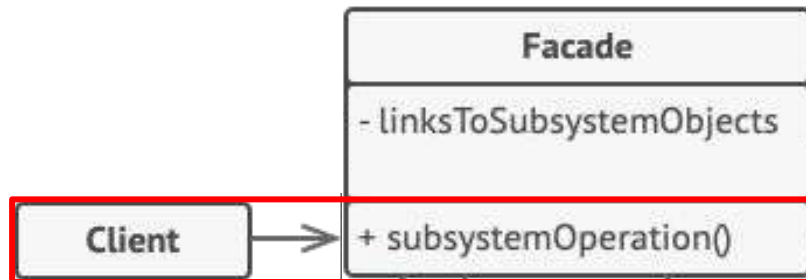 Facade
- linksToSubsystemObjects
Client
+ subsystemOperation()